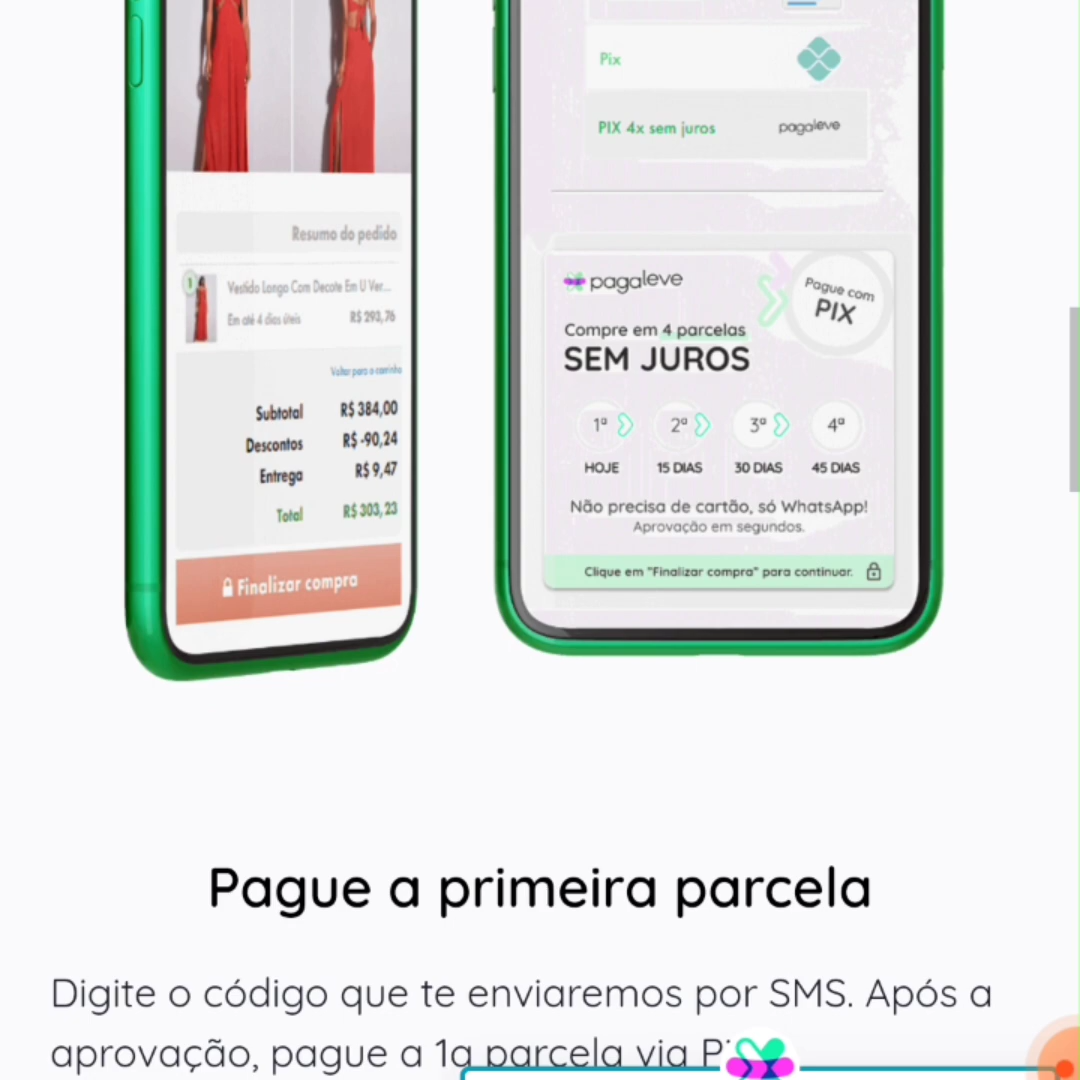 Resumo do pedido
1
Vestido Longo Com Decote Em U Ver...
Em até 4 dias úteis R$ 293,76
Voltar para o carrinho
Subtotal R$ 384,00
Descontos R$ -90,24
Entrega R$ 9,47
Total R$ 303,23
Finalizar compra
Pix
PIX 4x sem juros pagaleve
pagaleve
Pague com
PIX
Compre em 4 parcelas
SEM JUROS
1ª 2ª 3ª 4ª
HOJE 15 DIAS 30 DIAS 45 DIAS
Não precisa de cartão, só WhatsApp!
Aprovação em segundos.
Clique em "Finalizar compra" para continuar.
Pague a primeira parcela
Digite o código que te enviaremos por SMS. Após a
aprovação, pague a 1a parcela via